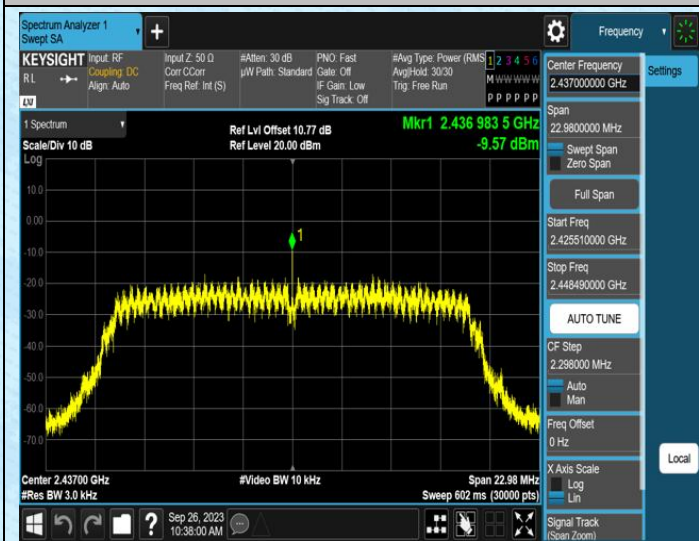 Spectrum Analyzer 1
Swept SA
+
Frequency
KEYSIGHT
RL
LXI
Input: RF
Coupling: DC
Align: Auto
Input Z: 50 Ω
Corr CCorr
Freq Ref: Int (S)
#Atten: 30 dB
µW Path: Standard
PNO: Fast
Gate: Off
IF Gain: Low
Sig Track: Off
#Avg Type: Power (RMS
Avg|Hold: 30/30
Trig: Free Run
1 2 3 4 5 6
M W W W W W
P P P P P P
1 Spectrum
Scale/Div 10 dB
Ref Lvl Offset 10.77 dB
Ref Level 20.00 dBm
Mkr1 2.436 983 5 GHz
-9.57 dBm
Log
10.0
0.00
-10.0
-20.0
-30.0
-40.0
-50.0
-60.0
-70.0
1
Center 2.43700 GHz
#Res BW 3.0 kHz
#Video BW 10 kHz
Span 22.98 MHz
Sweep 602 ms (30000 pts)
Center Frequency
2.437000000 GHz
Settings
Span
22.9800000 MHz
Swept Span
Zero Span
Full Span
Start Freq
2.425510000 GHz
Stop Freq
2.448490000 GHz
AUTO TUNE
CF Step
2.298000 MHz
Auto
Man
Freq Offset
0 Hz
X Axis Scale
Log
Lin
Signal Track
(Span Zoom)
Local
?
Sep 26, 2023
10:38:00 AM